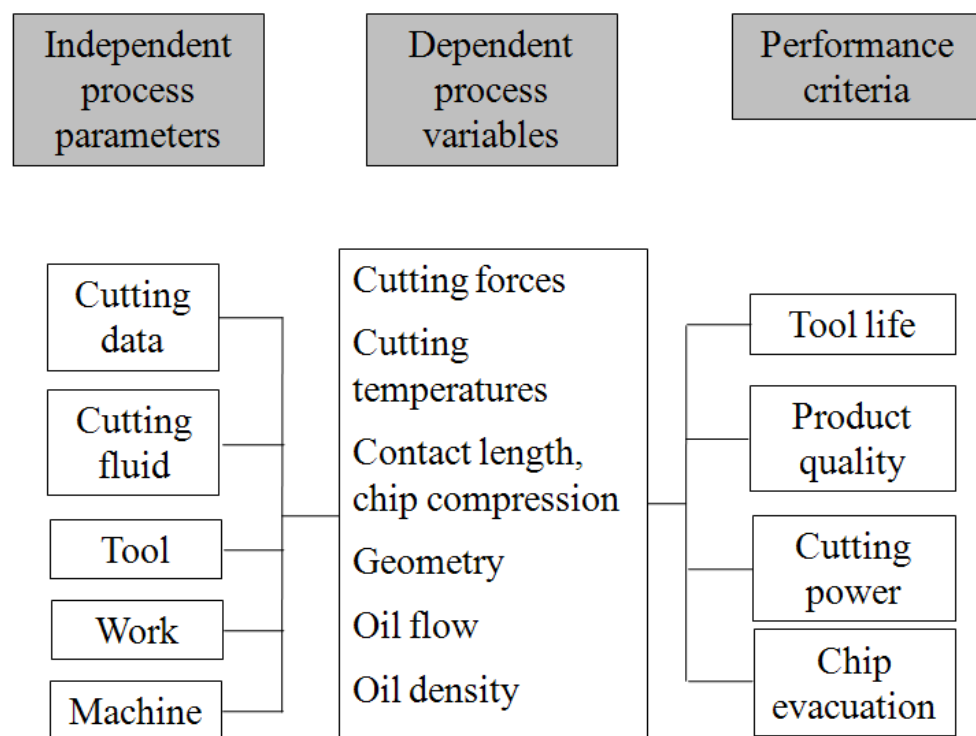 Independent
process
parameters
Dependent
process
variables
Performance
criteria
Cutting
data
Cutting
fluid
Tool
Work
Machine
Cutting forces
Cutting
temperatures
Contact length,
chip compression
Geometry
Oil flow
Oil density
Tool life
Product
quality
Cutting
power
Chip
evacuation